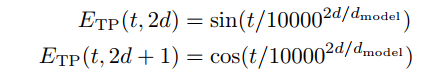 E_TP(t, 2d) = sin(t/10000^{2d/d_model})
E_TP(t, 2d + 1) = cos(t/10000^{2d/d_model})